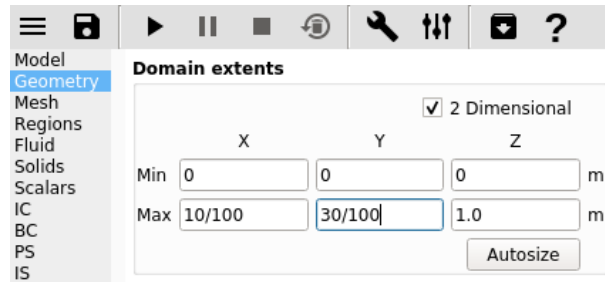 Model
Geometry
Mesh
Regions
Fluid
Solids
Scalars
IC
BC
PS
IS
Domain extents
2 Dimensional
X Y Z
Min 0 0 0 m
Max 10/100 30/100 1.0 m
Autosize
?